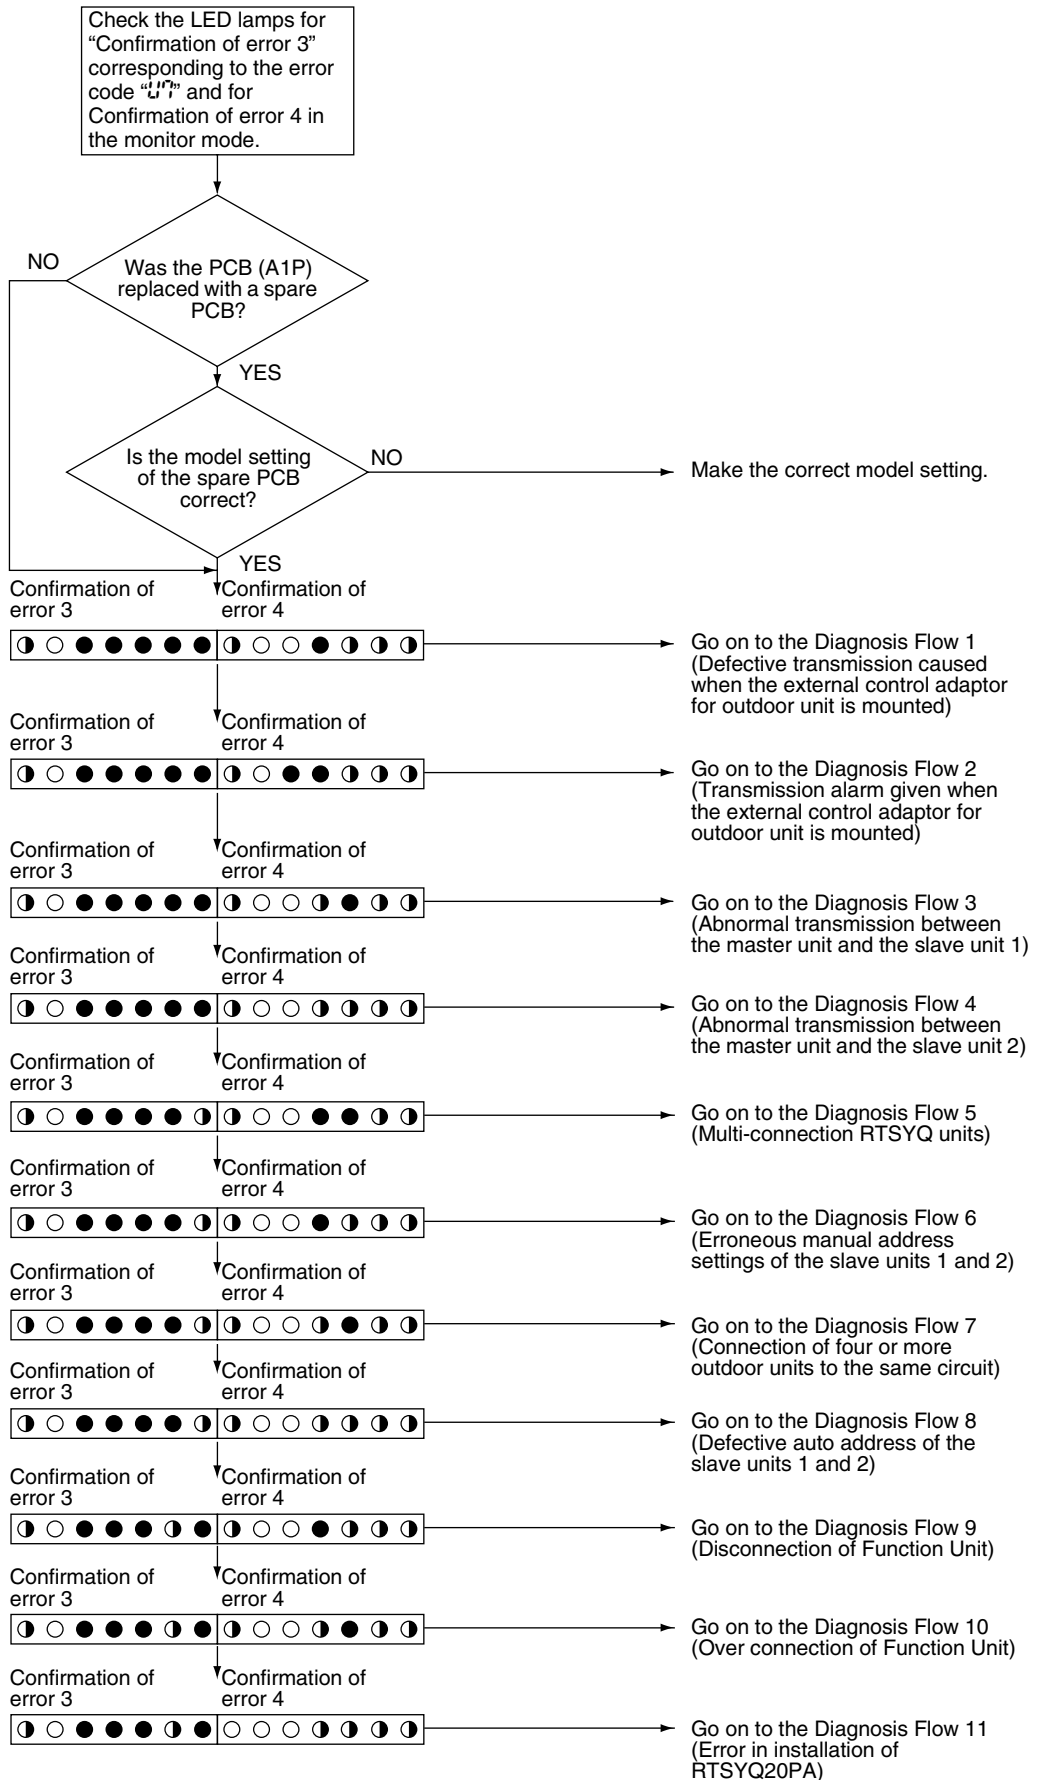 Check the LED lamps for
“Confirmation of error 3”
corresponding to the error
code “U7” and for
Confirmation of error 4 in
the monitor mode.
NO
Was the PCB (A1P)
replaced with a spare
PCB?
YES
Is the model setting
of the spare PCB
correct?
NO
Make the correct model setting.
YES
Confirmation of
error 3
Confirmation of
error 4
Go on to the Diagnosis Flow 1
(Defective transmission caused
when the external control adaptor
for outdoor unit is mounted)
Confirmation of
error 3
Confirmation of
error 4
Go on to the Diagnosis Flow 2
(Transmission alarm given when
the external control adaptor for
outdoor unit is mounted)
Confirmation of
error 3
Confirmation of
error 4
Go on to the Diagnosis Flow 3
(Abnormal transmission between
the master unit and the slave unit 1)
Confirmation of
error 3
Confirmation of
error 4
Go on to the Diagnosis Flow 4
(Abnormal transmission between
the master unit and the slave unit 2)
Confirmation of
error 3
Confirmation of
error 4
Go on to the Diagnosis Flow 5
(Multi-connection RTSYQ units)
Confirmation of
error 3
Confirmation of
error 4
Go on to the Diagnosis Flow 6
(Erroneous manual address
settings of the slave units 1 and 2)
Confirmation of
error 3
Confirmation of
error 4
Go on to the Diagnosis Flow 7
(Connection of four or more
outdoor units to the same circuit)
Confirmation of
error 3
Confirmation of
error 4
Go on to the Diagnosis Flow 8
(Defective auto address of the
slave units 1 and 2)
Confirmation of
error 3
Confirmation of
error 4
Go on to the Diagnosis Flow 9
(Disconnection of Function Unit)
Confirmation of
error 3
Confirmation of
error 4
Go on to the Diagnosis Flow 10
(Over connection of Function Unit)
Confirmation of
error 3
Confirmation of
error 4
Go on to the Diagnosis Flow 11
(Error in installation of
RTSYQ20PA)